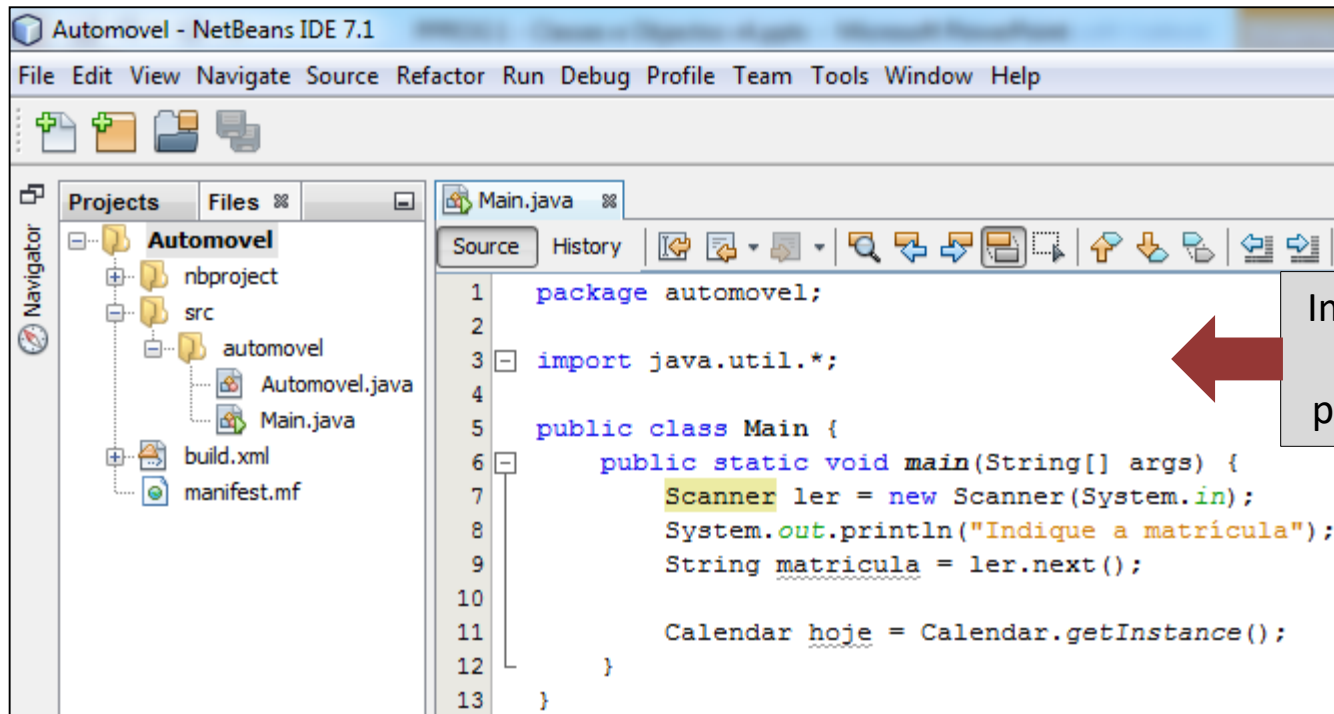 Automovel - NetBeans IDE 7.1
File Edit View Navigate Source Refactor Run Debug Profile Team Tools Window Help
Navigator
Projects Files
Automovel
nbproject
src
automovel
Automovel.java
Main.java
build.xml
manifest.mf
Main.java
Source History
1 package automovel;
2
3 import java.util.*;
4
5 public class Main {
6 public static void main(String[] args) {
7 Scanner ler = new Scanner(System.in);
8 System.out.println("Indique a matrícula");
9 String matricula = ler.next();
10
11 Calendar hoje = Calendar.getInstance();
12 }
13 }
In
p